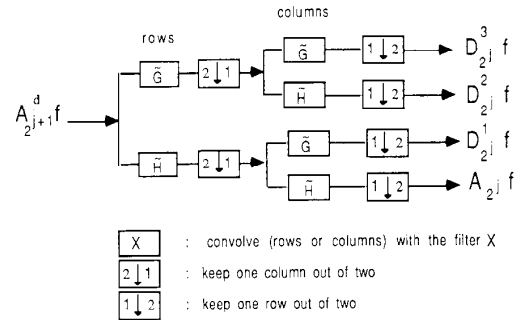 columns
rows
G̃ 2↓1 G̃ 1↓2 D³₂ⱼ f
H̃ 1↓2 D²₂ⱼ f
Aᵈ₂ⱼ₊₁ f
H̃ 2↓1 G̃ 1↓2 D¹₂ⱼ f
H̃ 1↓2 A₂ⱼ f
X : convolve (rows or columns) with the filter X
2↓1 : keep one column out of two
1↓2 : keep one row out of two